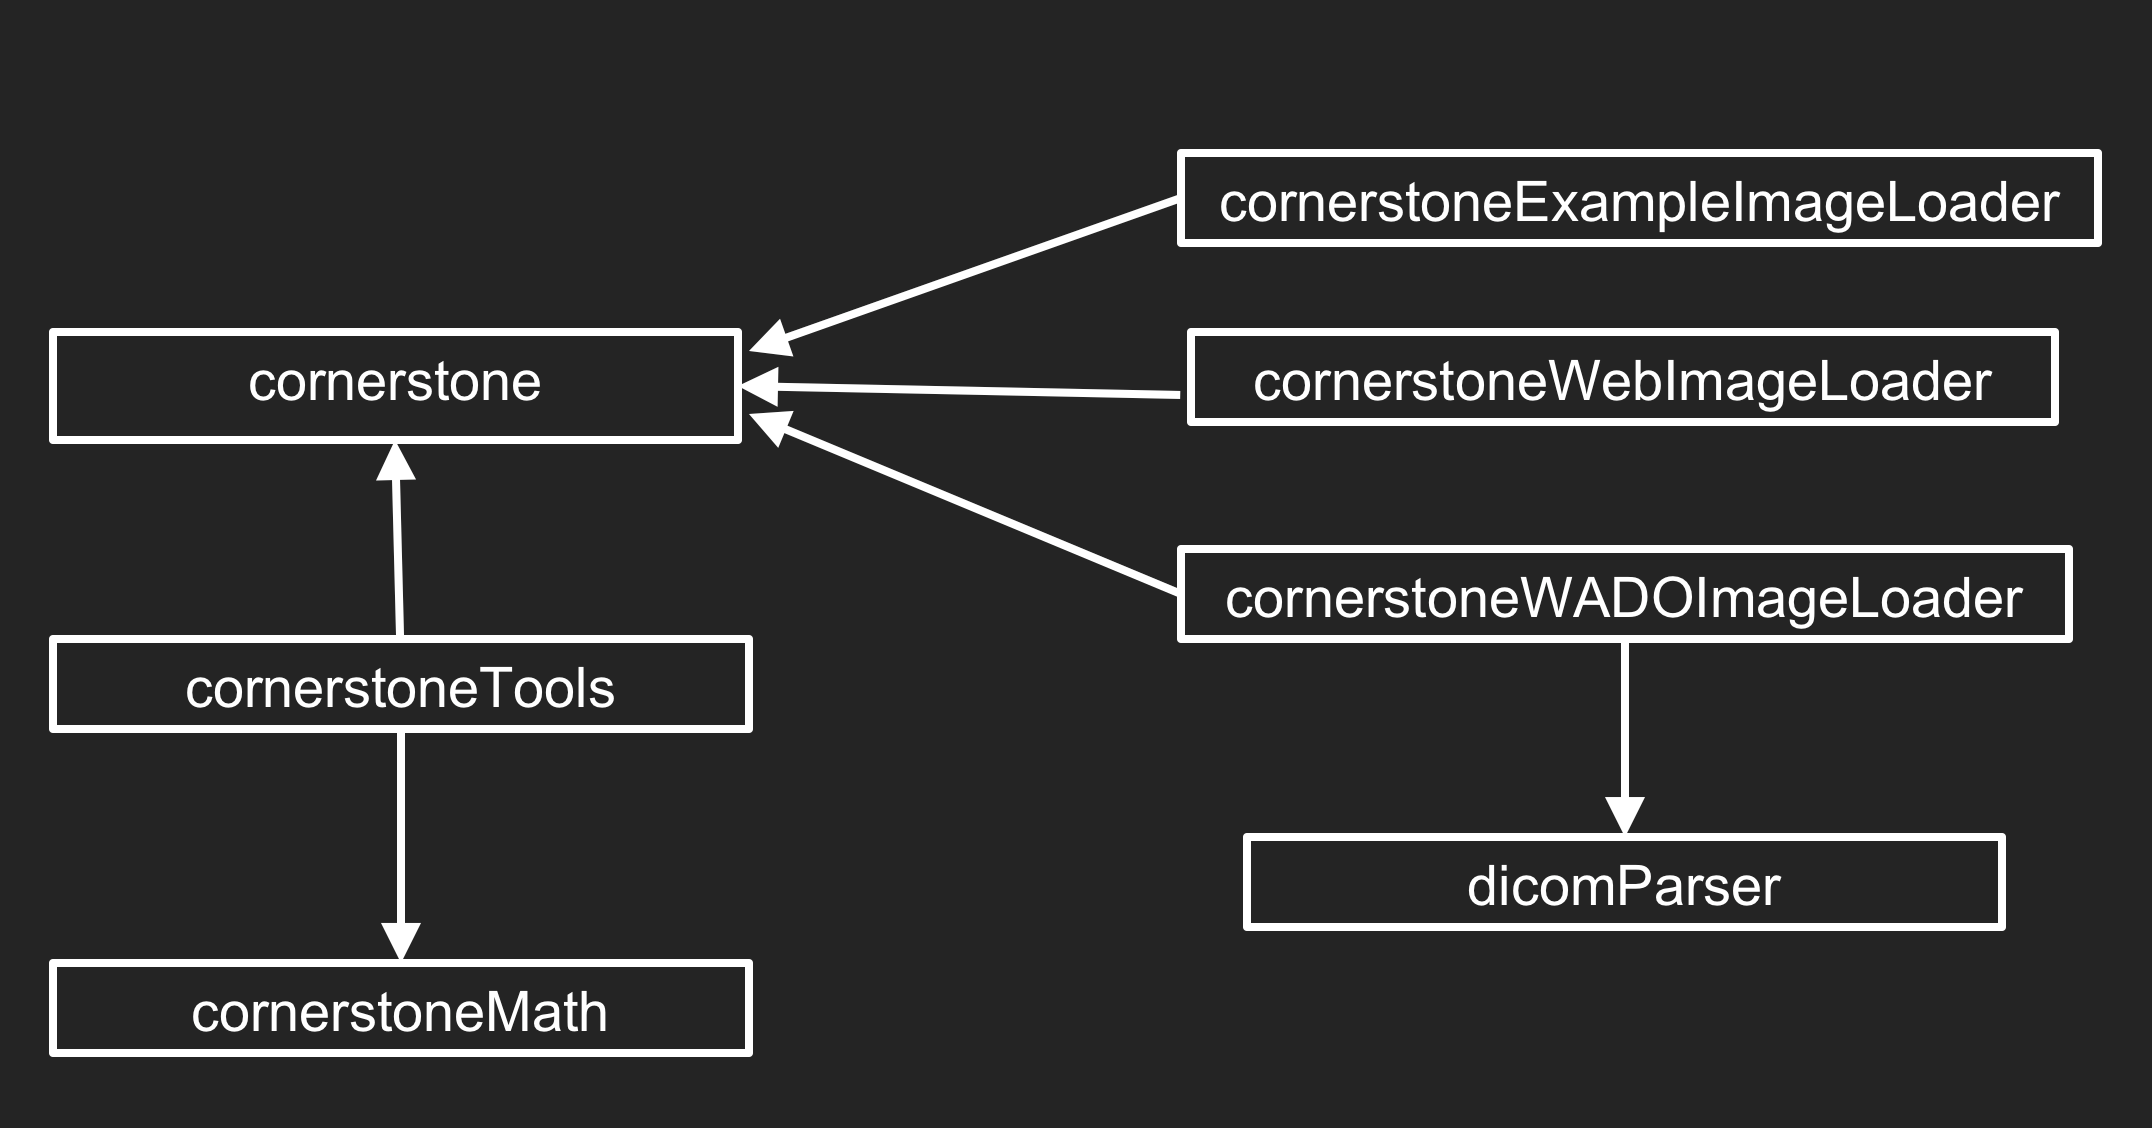 cornerstoneExampleImageLoader
cornerstone
cornerstoneWebImageLoader
cornerstoneWADOImageLoader
cornerstoneTools
dicomParser
cornerstoneMath